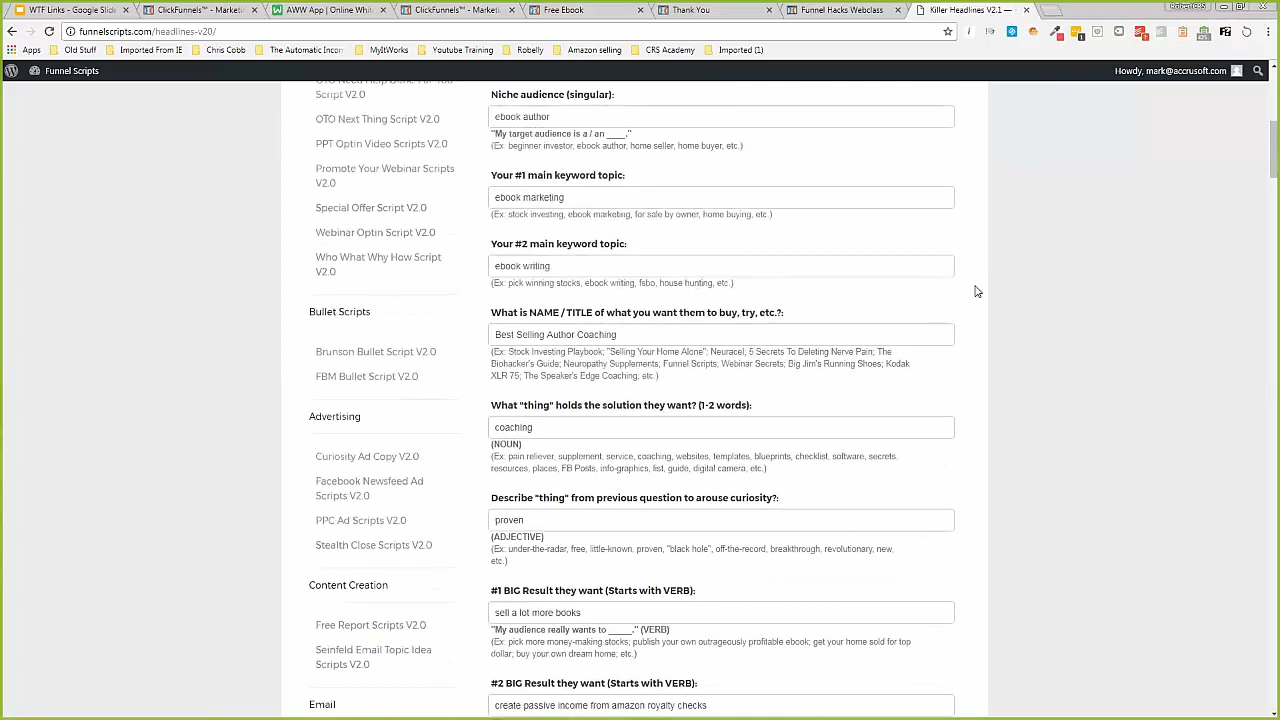 WTF Links - Google Slide
ClickFunnels™ - Marketi
AWW App | Online Whit
ClickFunnels™ - Marketi
Free Ebook
Thank You
Funnel Hacks Webclass
Killer Headlines V2.1 —
funnelscripts.com/headlines-v20/
Apps
Old Stuff
Imported From IE
Chris Cobb
The Automatic Incon
MyItWorks
Youtube Training
Robelly
Amazon selling
CRS Academy
Imported (1)
Funnel Scripts
Howdy, mark@accrusoft.com
OTO Need Help Done For You
Script V2.0
OTO Next Thing Script V2.0
PPT Optin Video Scripts V2.0
Promote Your Webinar Scripts
V2.0
Special Offer Script V2.0
Webinar Optin Script V2.0
Who What Why How Script
V2.0
Bullet Scripts
Brunson Bullet Script V2.0
FBM Bullet Script V2.0
Advertising
Curiosity Ad Copy V2.0
Facebook Newsfeed Ad
Scripts V2.0
PPC Ad Scripts V2.0
Stealth Close Scripts V2.0
Content Creation
Free Report Scripts V2.0
Seinfeld Email Topic Idea
Scripts V2.0
Email
Niche audience (singular):
ebook author
"My target audience is a / an ____."
(Ex: beginner investor, ebook author, home seller, home buyer, etc.)
Your #1 main keyword topic:
ebook marketing
(Ex: stock investing, ebook marketing, for sale by owner, home buying, etc.)
Your #2 main keyword topic:
ebook writing
(Ex: pick winning stocks, ebook writing, fsbo, house hunting, etc.)
What is NAME / TITLE of what you want them to buy, try, etc.?:
Best Selling Author Coaching
(Ex: Stock Investing Playbook; "Selling Your Home Alone"; Neuracel; 5 Secrets To Deleting Nerve Pain; The
Biohacker's Guide; Neuropathy Supplements; Funnel Scripts; Webinar Secrets; Big Jim's Running Shoes; Kodak
XLR 75; The Speaker's Edge Coaching; etc.)
What "thing" holds the solution they want? (1-2 words):
coaching
(NOUN)
(Ex: pain reliever, supplement, service, coaching, websites, templates, blueprints, checklist, software, secrets,
resources, places, FB Posts, info-graphics, list, guide, digital camera, etc.)
Describe "thing" from previous question to arouse curiosity?:
proven
(ADJECTIVE)
(Ex: under-the-radar, free, little-known, proven, "black hole", off-the-record, breakthrough, revolutionary, new,
etc.)
#1 BIG Result they want (Starts with VERB):
sell a lot more books
"My audience really wants to _____." (VERB)
(Ex: pick more money-making stocks; publish your own outrageously profitable ebook; get your home sold for top
dollar; buy your own dream home; etc.)
#2 BIG Result they want (Starts with VERB):
create passive income from amazon royalty checks